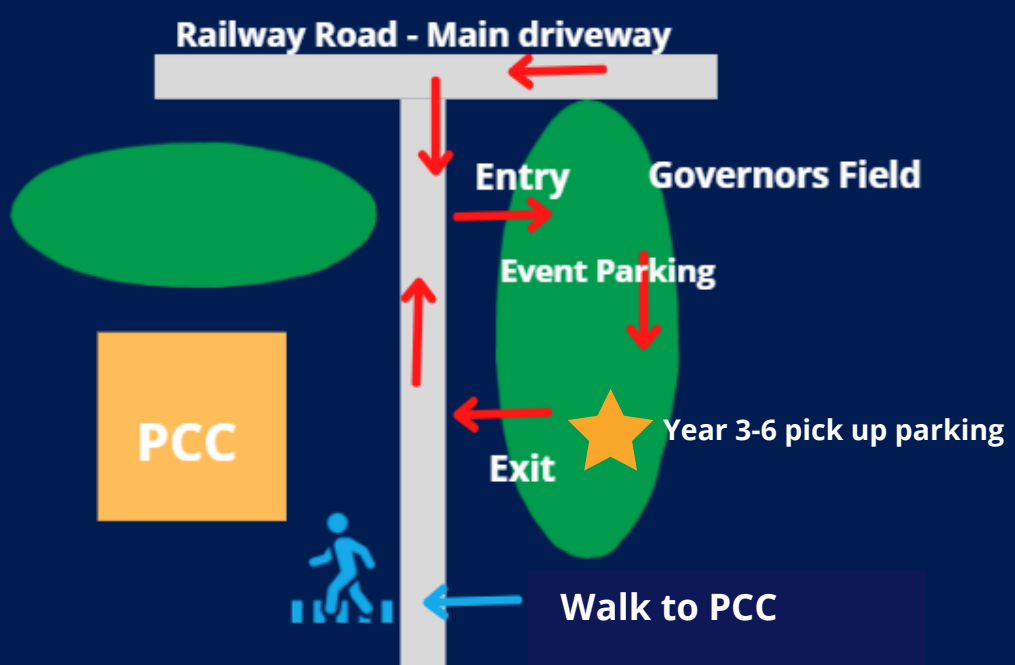 Railway Road - Main driveway
Entry
Governors Field
Event Parking
Year 3-6 pick up parking
PCC
Exit
Walk to PCC